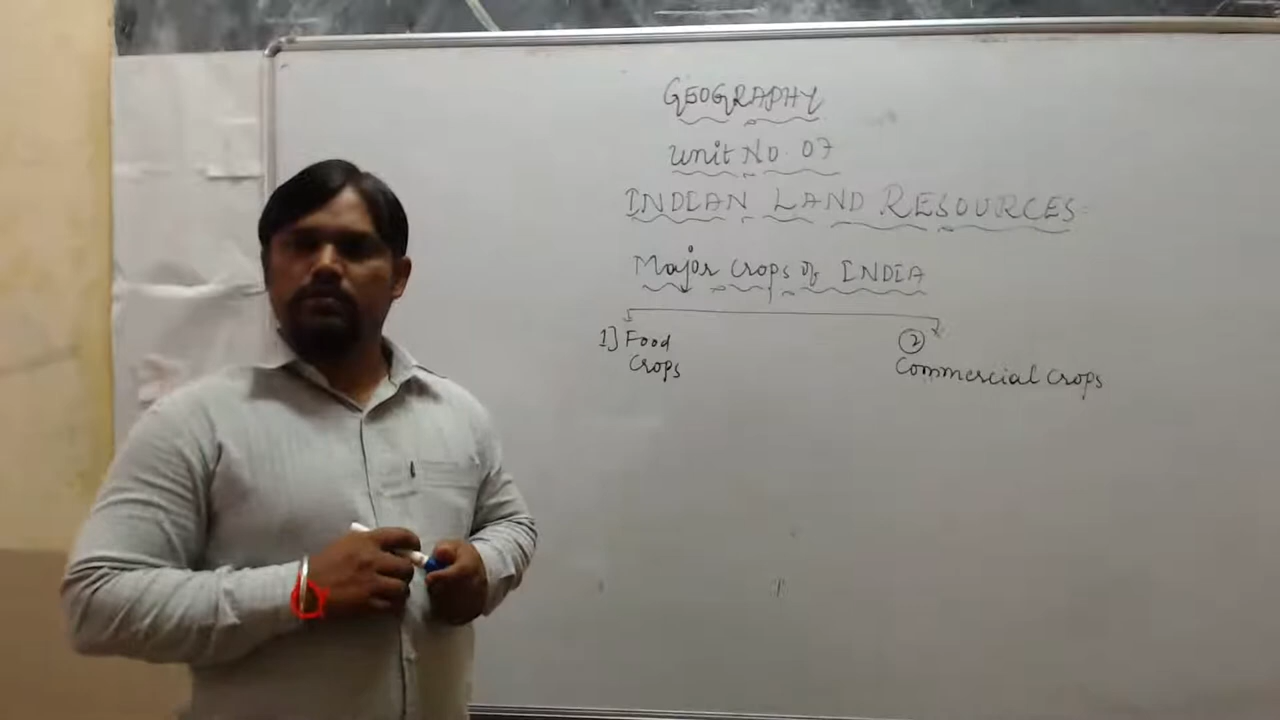 GEOGRAPHY
Unit No. 07
INDIAN LAND RESOURCES
Major crops of INDIA
1] Food
Crops
2
Commercial Crops